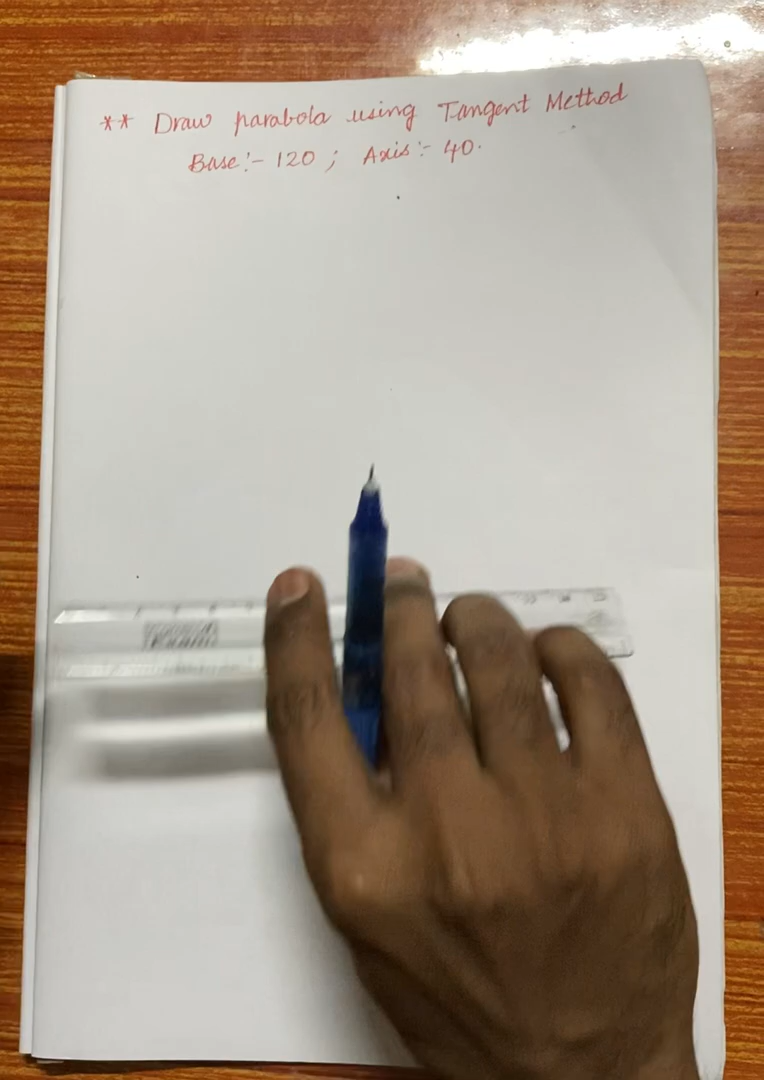 ** Draw parabola using Tangent Method
Base:- 120 ; Axis:- 40.